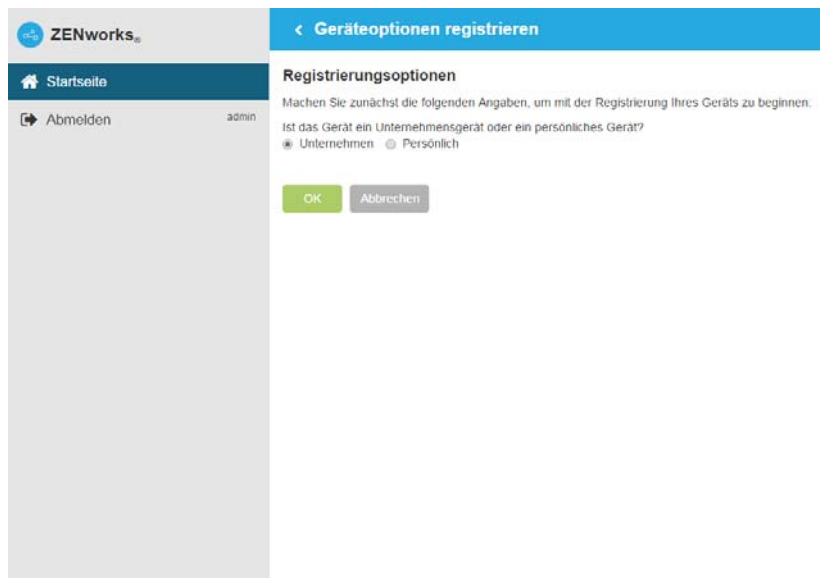 ZENworks®
Startseite
Abmelden admin
Geräteoptionen registrieren
Registrierungsoptionen
Machen Sie zunächst die folgenden Angaben, um mit der Registrierung Ihres Geräts zu beginnen:
Ist das Gerät ein Unternehmensgerät oder ein persönliches Gerät?
Unternehmen Persönlich
OK Abbrechen